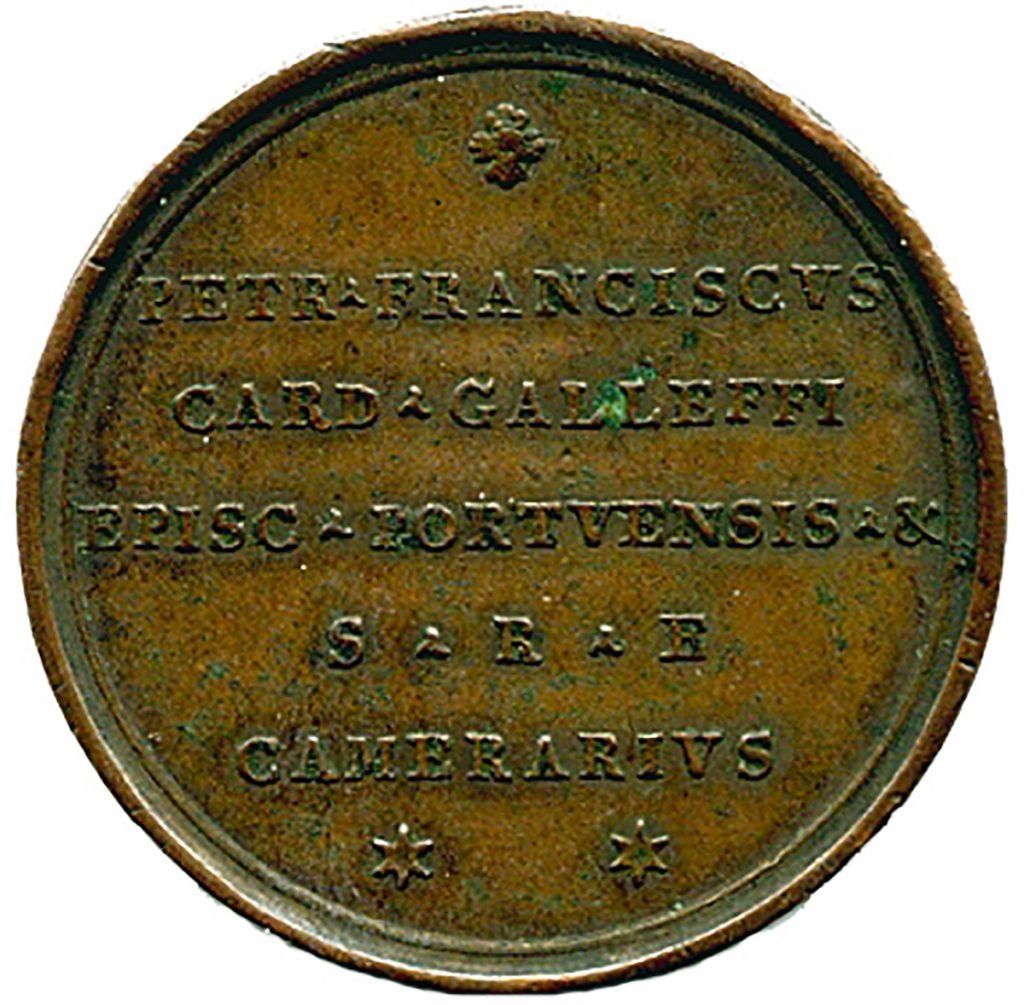 PETR▴FRANCISCVS
CARD▴GALLEFFI
EPISC▴PORTVENSIS▴&
S▴R▴E
CAMERARIVS